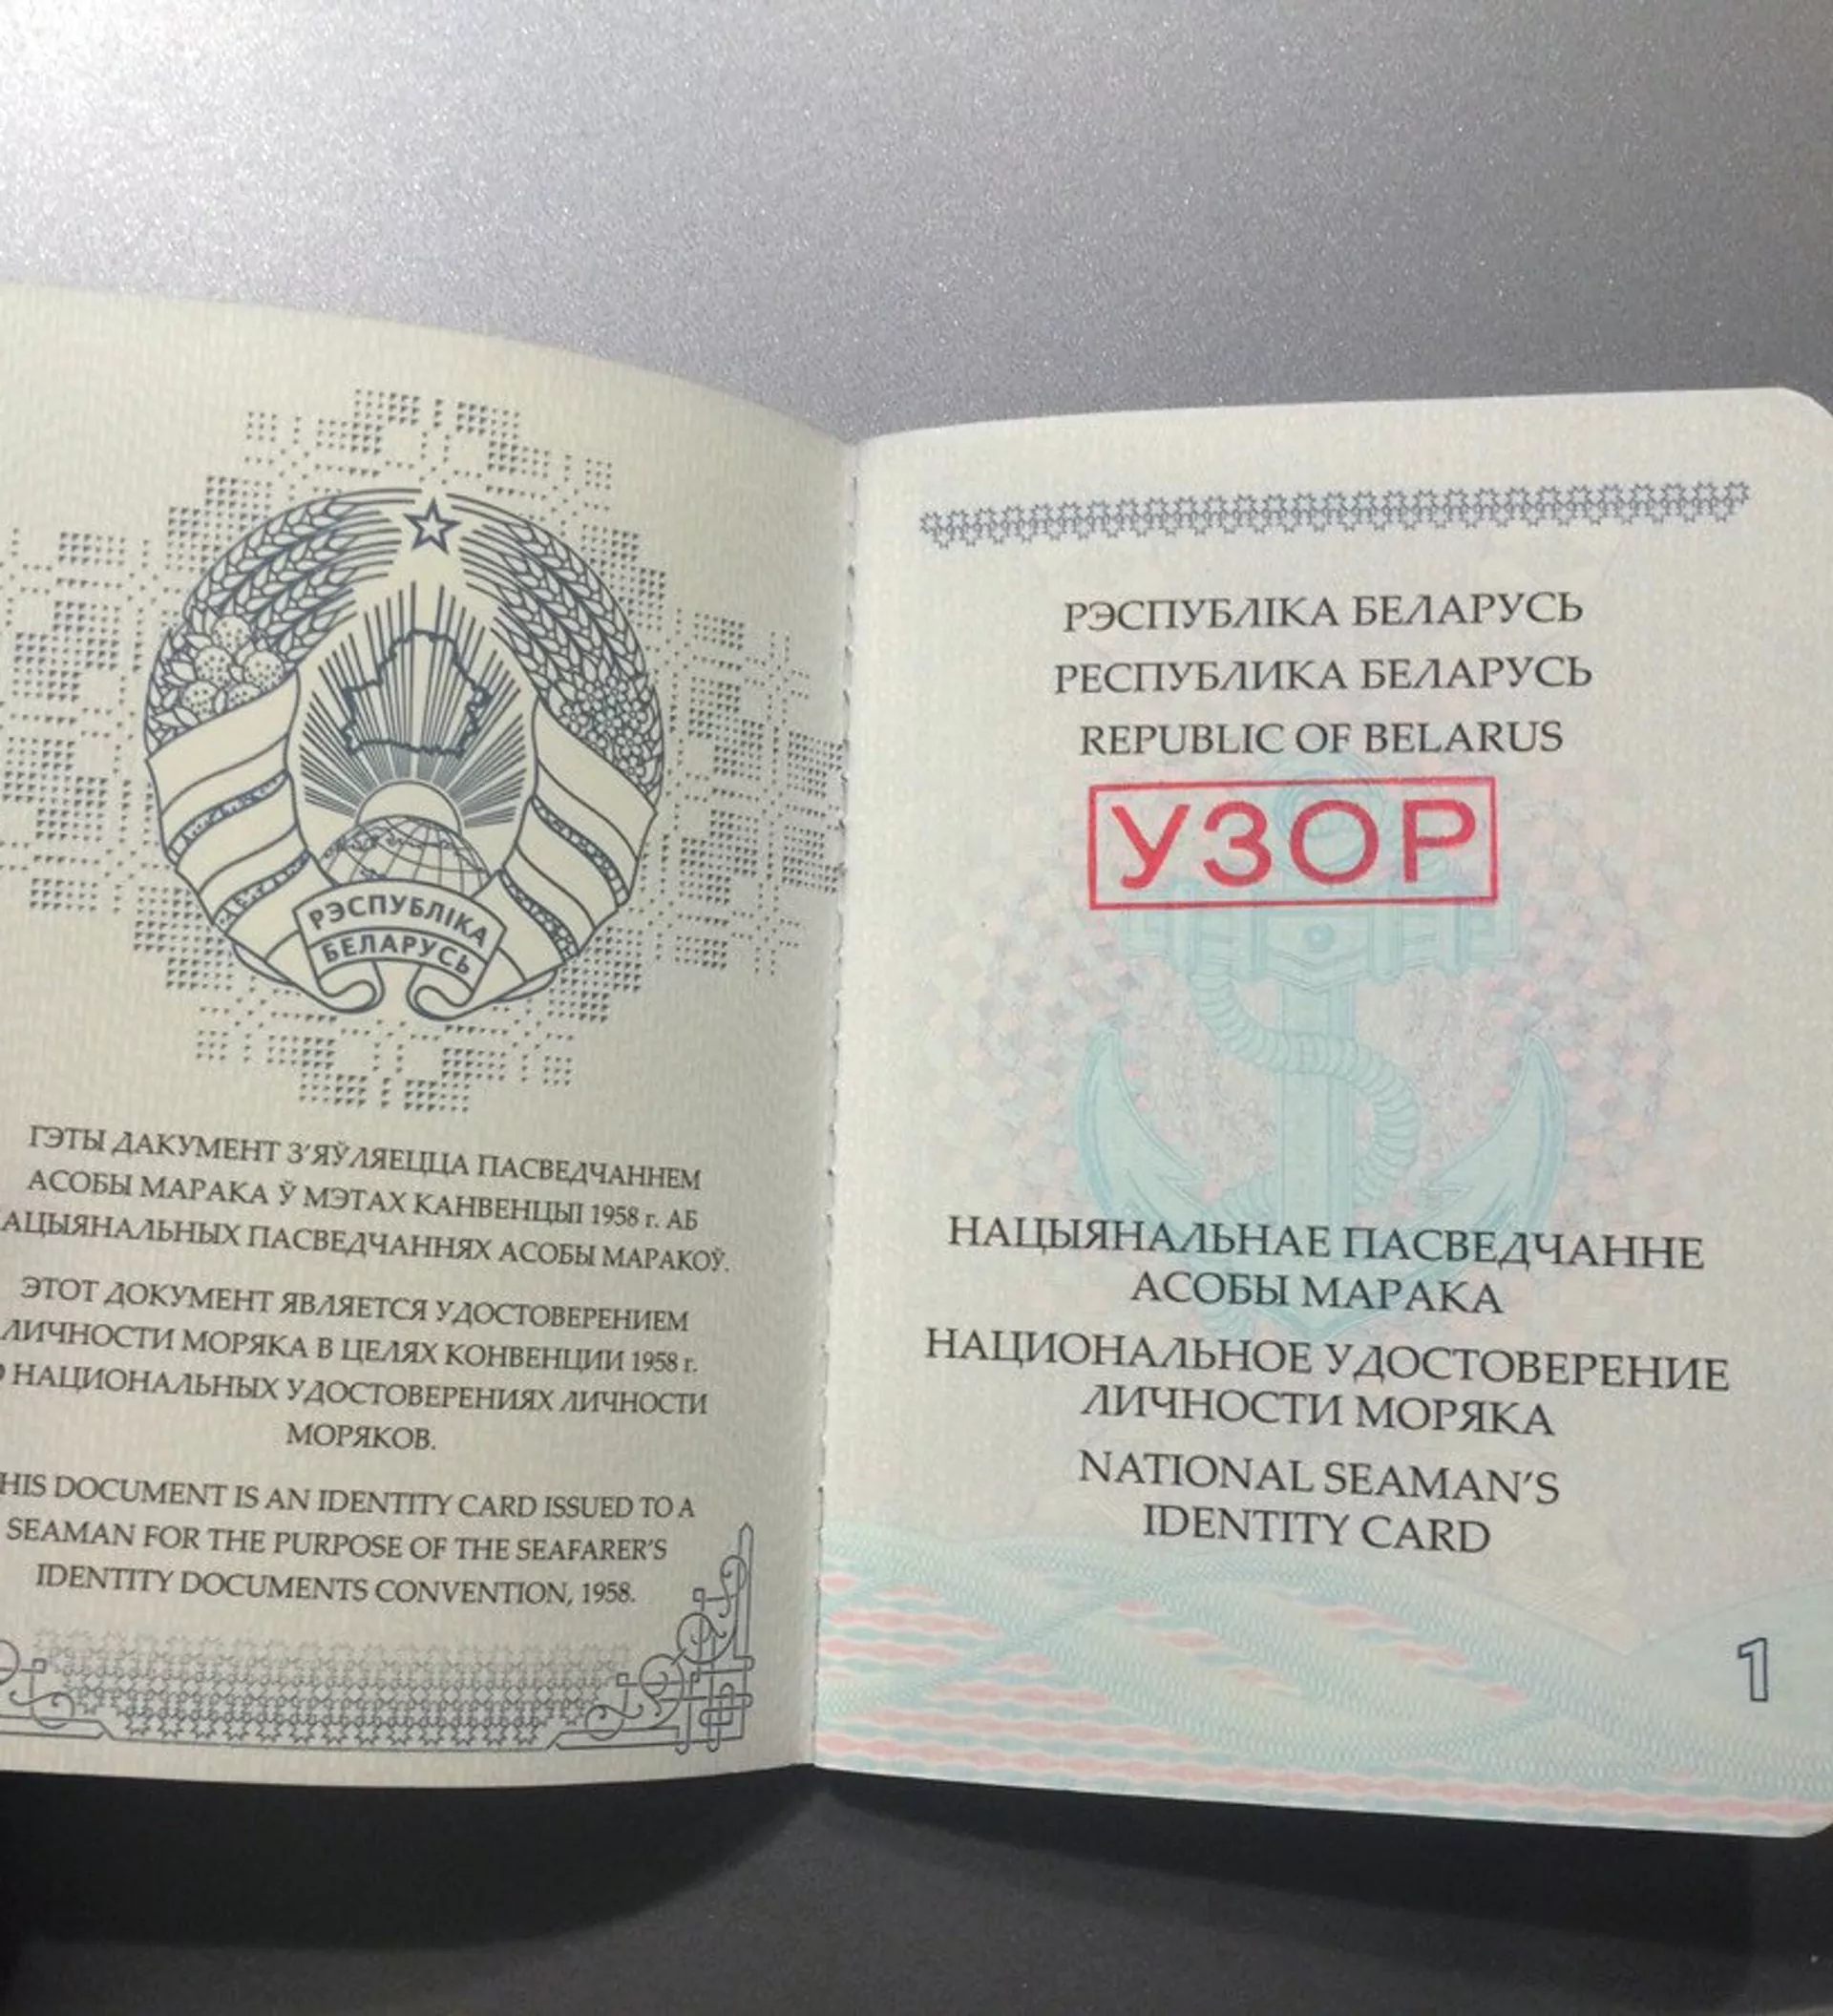 РЭСПУБЛІКА
БЕЛАРУСЬ
ГЭТЫ ДАКУМЕНТ З'ЯЎЛЯЕЦЦА ПАСВЕДЧАННЕМ
АСОБЫ МАРАКА Ў МЭТАХ КАНВЕНЦЫІ 1958 г. АБ
АЦЫЯНАЛЬНЫХ ПАСВЕДЧАННЯХ АСОБЫ МАРАКОЎ.
ЭТОТ ДОКУМЕНТ ЯВЛЯЕТСЯ УДОСТОВЕРЕНИЕМ
ЛИЧНОСТИ МОРЯКА В ЦЕЛЯХ КОНВЕНЦИИ 1958 г.
О НАЦИОНАЛЬНЫХ УДОСТОВЕРЕНИЯХ ЛИЧНОСТИ
МОРЯКОВ.
HIS DOCUMENT IS AN IDENTITY CARD ISSUED TO A
SEAMAN FOR THE PURPOSE OF THE SEAFARER'S
IDENTITY DOCUMENTS CONVENTION, 1958.
РЭСПУБЛІКА БЕЛАРУСЬ
РЕСПУБЛИКА БЕЛАРУСЬ
REPUBLIC OF BELARUS
УЗОР
НАЦЫЯНАЛЬНАЕ ПАСВЕДЧАННЕ
АСОБЫ МАРАКА
НАЦИОНАЛЬНОЕ УДОСТОВЕРЕНИЕ
ЛИЧНОСТИ МОРЯКА
NATIONAL SEAMAN'S
IDENTITY CARD
1